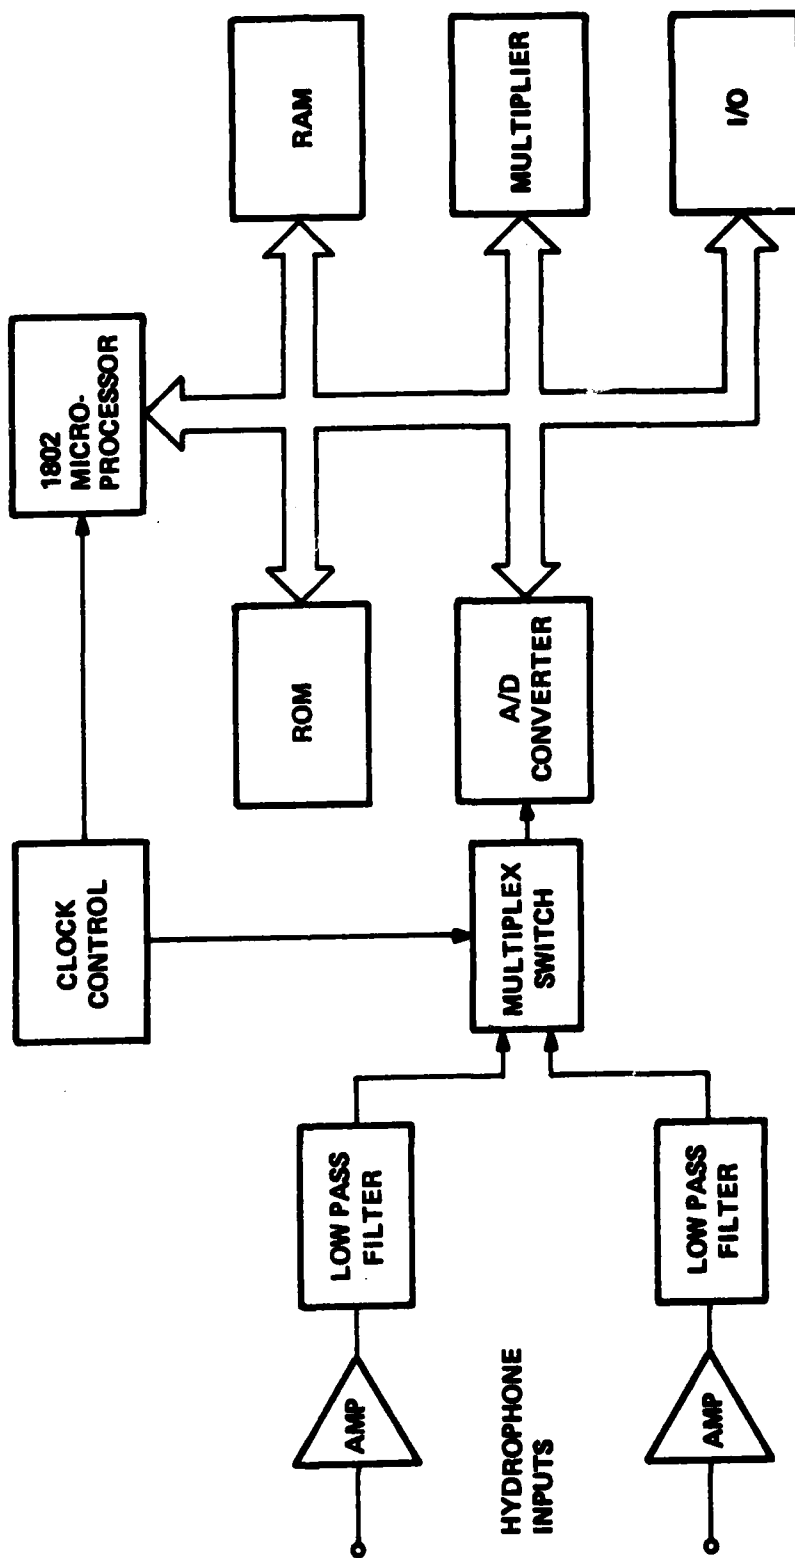 CLOCK
CONTROL
1802
MICRO-
PROCESSOR
ROM
RAM
AMP
LOW PASS
FILTER
HYDROPHONE
INPUTS
MULTIPLEX
SWITCH
A/D
CONVERTER
MULTIPLIER
AMP
LOW PASS
FILTER
I/O